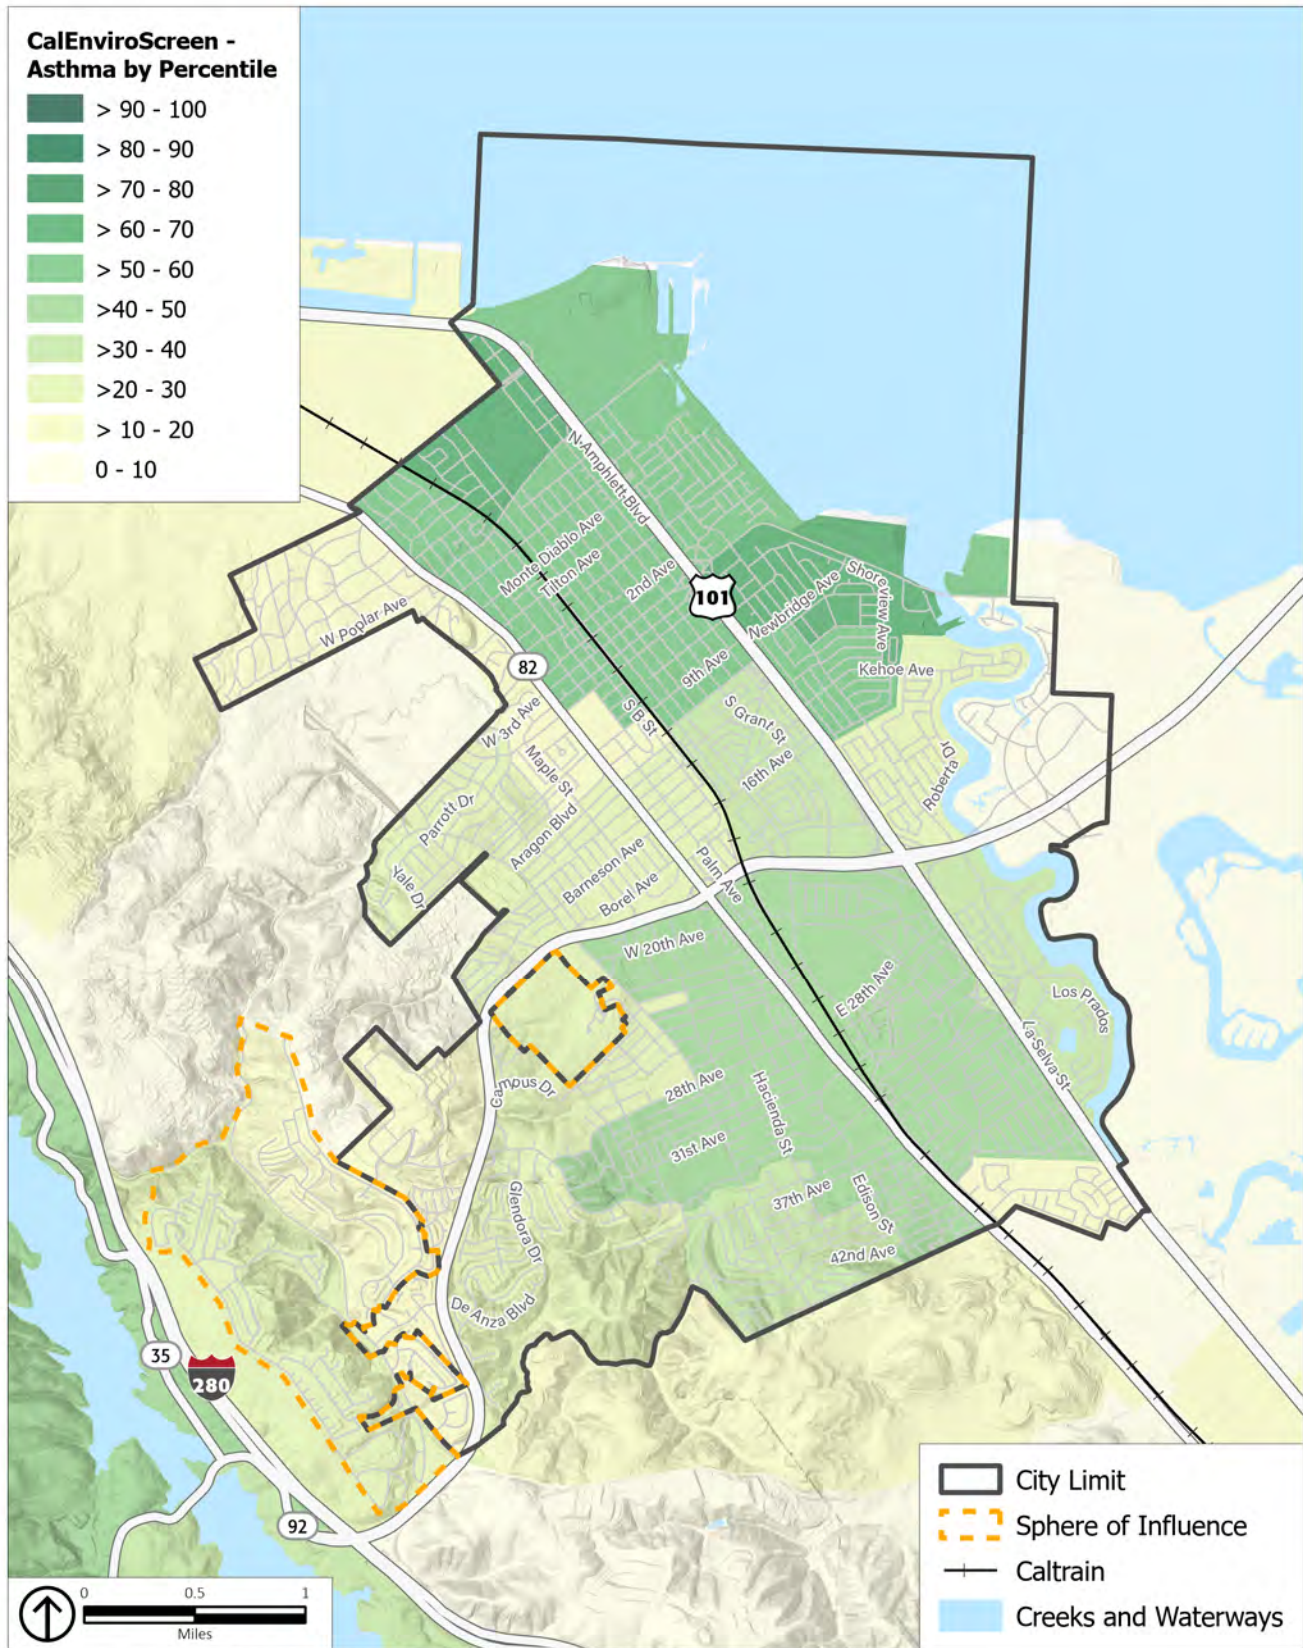 CalEnviroScreen -
Asthma by Percentile
> 90 - 100
> 80 - 90
> 70 - 80
> 60 - 70
> 50 - 60
>40 - 50
>30 - 40
>20 - 30
> 10 - 20
0 - 10
N Amphlett Blvd
Monte Diablo Ave
Tilton Ave
2nd Ave
101
Newbridge Ave
Shoreview Ave
W Poplar Ave
82
9th Ave
Kehoe Ave
S B St
S Grant St
W 3rd Ave
Maple St
16th Ave
Roberta Dr
Parrott Dr
Aragon Blvd
Yale Dr
Barneson Ave
Palm Ave
Borel Ave
W 20th Ave
E 28th Ave
Los Prados
La Selva St
Campus Dr
28th Ave
Hacienda St
31st Ave
37th Ave
Edison St
Glendora Dr
42nd Ave
De Anza Blvd
35
280
92
City Limit
Sphere of Influence
Caltrain
Creeks and Waterways
0 0.5 1
Miles